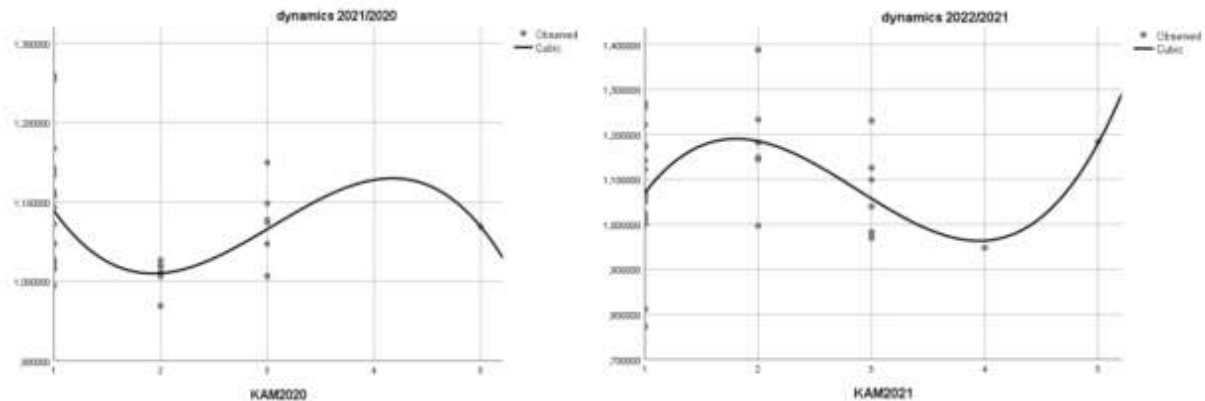 dynamics 2021/2020
Observed
Cubic
1,300000
1,200000
1,100000
1,000000
,900000
1
2
3
4
5
KAM2020
dynamics 2022/2021
Observed
Cubic
1,400000
1,300000
1,200000
1,100000
1,000000
,900000
,800000
,700000
1
2
3
4
5
KAM2021